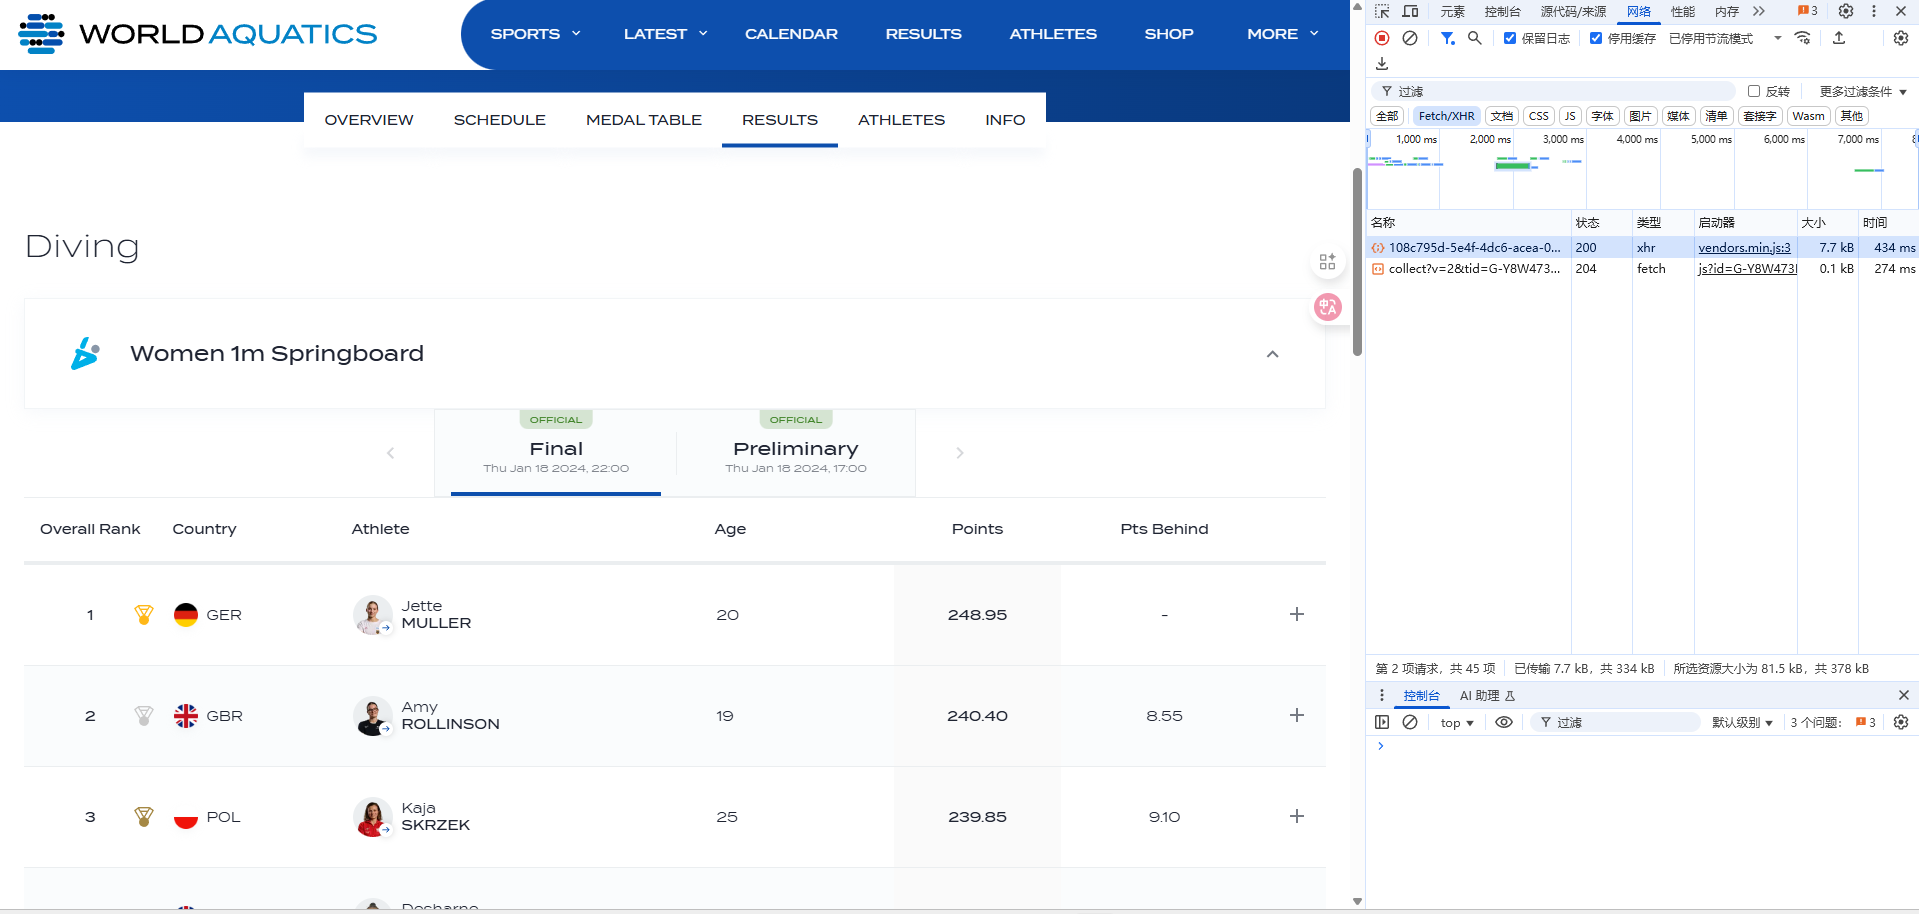 WORLD AQUATICS
SPORTS LATEST CALENDAR RESULTS ATHLETES SHOP MORE
OVERVIEW SCHEDULE MEDAL TABLE RESULTS ATHLETES INFO
Diving
Women 1m Springboard
OFFICIAL
Final
Thu Jan 18 2024, 22:00
OFFICIAL
Preliminary
Thu Jan 18 2024, 17:00
Overall Rank Country Athlete Age Points Pts Behind
1 GER Jette MULLER 20 248.95 -
2 GBR Amy ROLLINSON 19 240.40 8.55
3 POL Kaja SKRZEK 25 239.85 9.10
元素 控制台 源代码/来源 网络 性能 内存 3
保留日志 停用缓存 已停用节流模式
过滤 反转 更多过滤条件
全部 Fetch/XHR 文档 CSS JS 字体 图片 媒体 清单 套接字 Wasm 其他
1,000 ms 2,000 ms 3,000 ms 4,000 ms 5,000 ms 6,000 ms 7,000 ms
名称 状态 类型 启动器 大小 时间
108c795d-5e4f-4dc6-acea-0... 200 xhr vendors.min.js:3 7.7 kB 434 ms
collect?v=2&tid=G-Y8W473... 204 fetch js?id=G-Y8W473 0.1 kB 274 ms
第 2 项请求，共 45 项 已传输 7.7 kB，共 334 kB 所选资源大小为 81.5 kB，共 378 kB
控制台 AI 助理
top 过滤 默认级别 3 个问题: 3